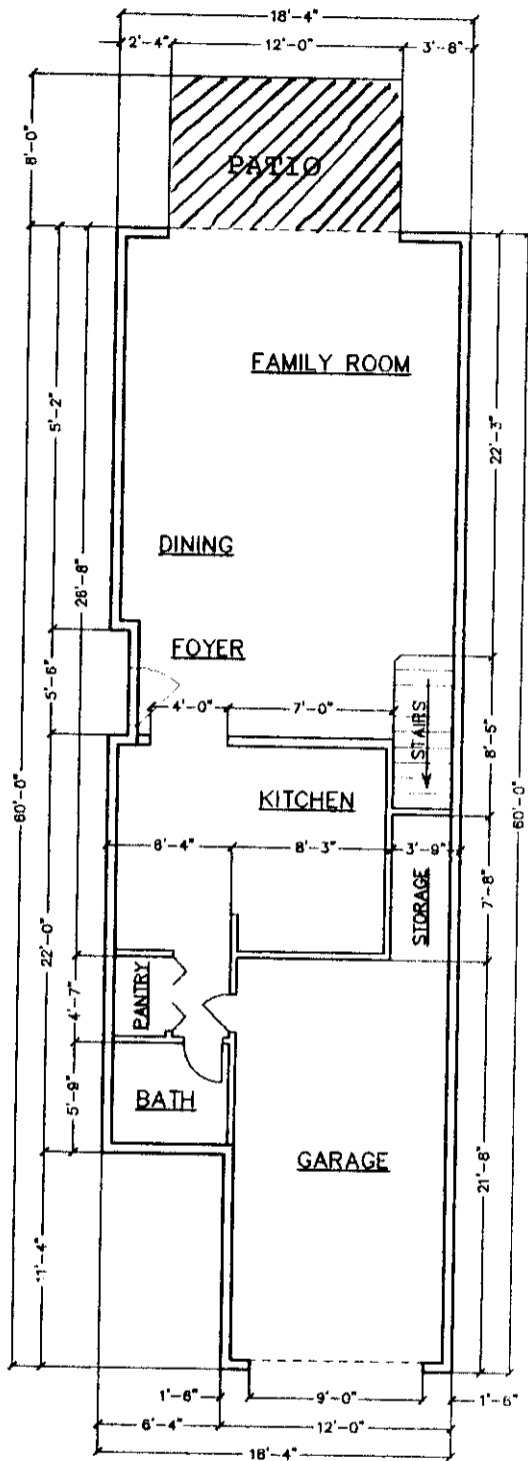 18'-4"
2'-4" 12'-0" 3'-8"
8'-0"
PATIO
FAMILY ROOM
5'-2"
22'-3"
DINING
26'-8"
FOYER
5'-6"
4'-0" 7'-0"
STAIRS
8'-5"
60'-0"
60'-0"
KITCHEN
6'-4" 8'-3" 3'-9"
STORAGE
7'-8"
22'-0"
PANTRY
4'-7"
BATH
5'-9"
GARAGE
21'-8"
11'-4"
1'-6" 9'-0" 1'-6"
6'-4" 12'-0"
18'-4"